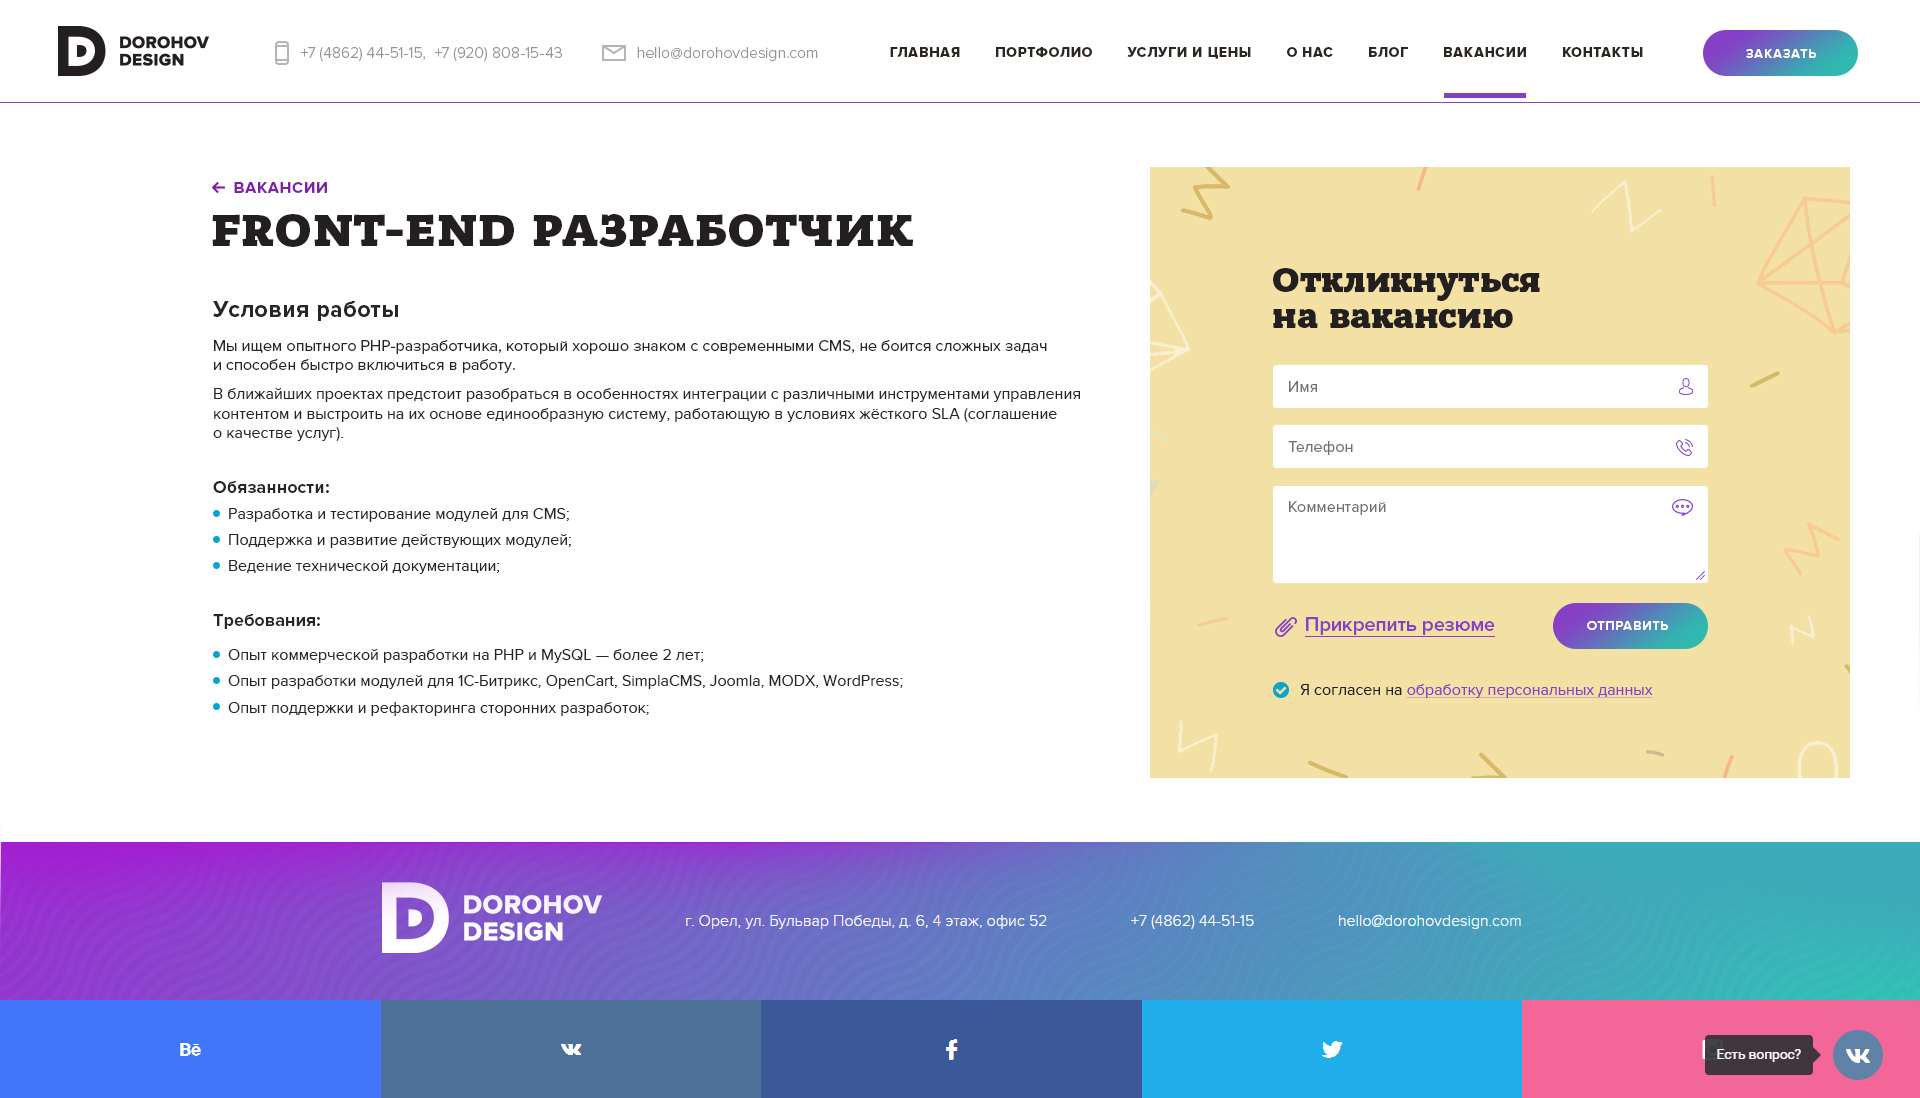 DOROHOV
DESIGN
+7 (4862) 44-51-15, +7 (920) 808-15-43
hello@dorohovdesign.com
ГЛАВНАЯ
ПОРТФОЛИО
УСЛУГИ И ЦЕНЫ
О НАС
БЛОГ
ВАКАНСИИ
КОНТАКТЫ
ЗАКАЗАТЬ
ВАКАНСИИ
FRONT-END РАЗРАБОТЧИК
Условия работы
Мы ищем опытного PHP-разработчика, который хорошо знаком с современными CMS, не боится сложных задач
и способен быстро включиться в работу.
В ближайших проектах предстоит разобраться в особенностях интеграции с различными инструментами управления
контентом и выстроить на их основе единообразную систему, работающую в условиях жёсткого SLA (соглашение
о качестве услуг).
Обязанности:
Разработка и тестирование модулей для CMS;
Поддержка и развитие действующих модулей;
Ведение технической документации;
Требования:
Опыт коммерческой разработки на PHP и MySQL — более 2 лет;
Опыт разработки модулей для 1С-Битрикс, OpenCart, SimplaCMS, Joomla, MODX, WordPress;
Опыт поддержки и рефакторинга сторонних разработок;
Откликнуться
на вакансию
Имя
Телефон
Комментарий
Прикрепить резюме
ОТПРАВИТЬ
Я согласен на обработку персональных данных
DOROHOV
DESIGN
г. Орел, ул. Бульвар Победы, д. 6, 4 этаж, офис 52
+7 (4862) 44-51-15
hello@dorohovdesign.com
Bē
Есть вопрос?